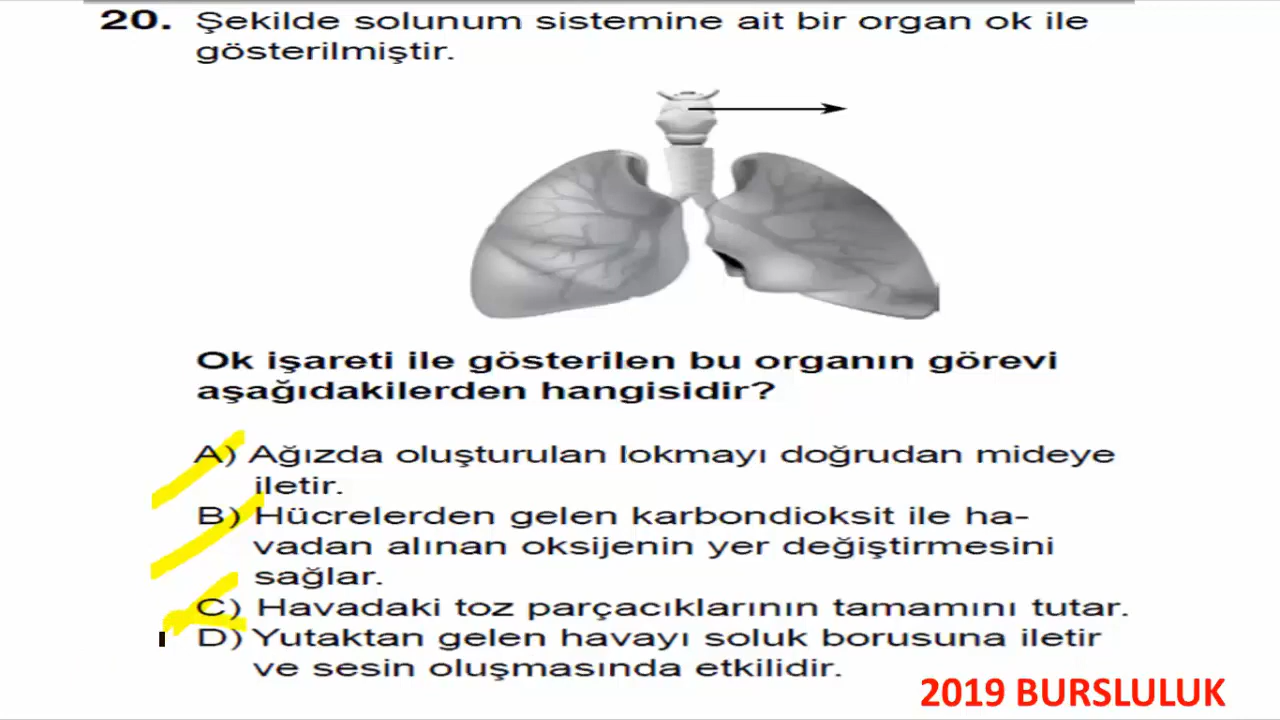 20. Şekilde solunum sistemine ait bir organ ok ile
gösterilmiştir.
Ok işareti ile gösterilen bu organın görevi
aşağıdakilerden hangisidir?
A) Ağızda oluşturulan lokmayı doğrudan mideye
iletir.
B) Hücrelerden gelen karbondioksit ile ha-
vadan alınan oksijenin yer değiştirmesini
sağlar.
C) Havadaki toz parçacıklarının tamamını tutar.
D) Yutaktan gelen havayı soluk borusuna iletir
ve sesin oluşmasında etkilidir.
2019 BURSLULUK